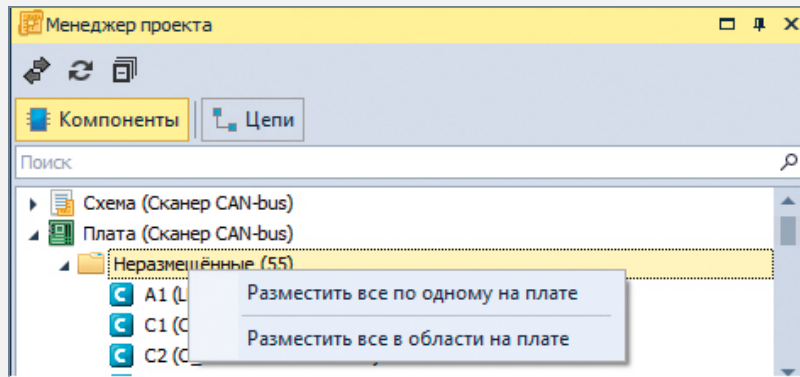 Менеджер проекта
Компоненты
Цепи
Поиск
Схема (Сканер CAN-bus)
Плата (Сканер CAN-bus)
Неразмещённые (55)
Разместить все по одному на плате
A1
C1
Разместить все в области на плате
C2